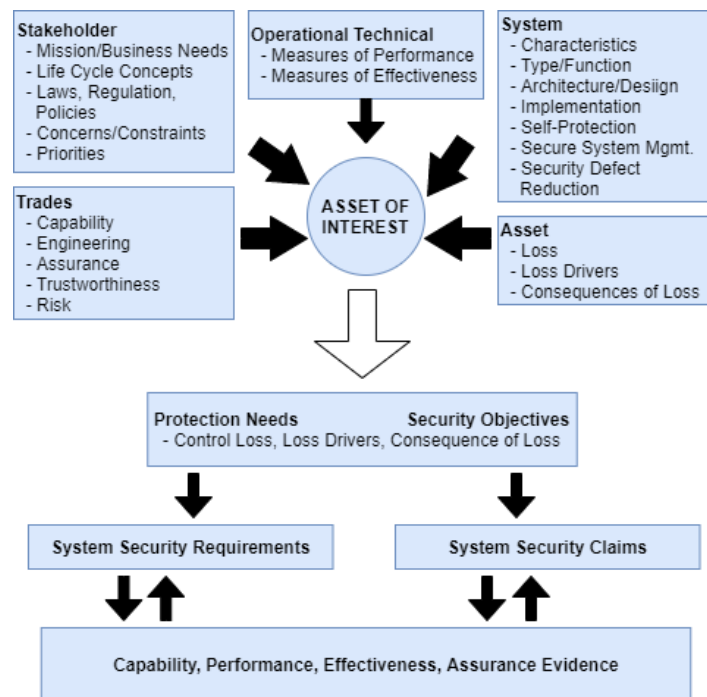 Stakeholder
- Mission/Business Needs
- Life Cycle Concepts
- Laws, Regulation,
Policies
- Concerns/Constraints
- Priorities
Operational Technical
- Measures of Performance
- Measures of Effectiveness
System
- Characteristics
- Type/Function
- Architecture/Desiign
- Implementation
- Self-Protection
- Secure System Mgmt.
- Security Defect
Reduction
Trades
- Capability
- Engineering
- Assurance
- Trustworthiness
- Risk
ASSET OF
INTEREST
Asset
- Loss
- Loss Drivers
- Consequences of Loss
Protection Needs Security Objectives
- Control Loss, Loss Drivers, Consequence of Loss
System Security Requirements
System Security Claims
Capability, Performance, Effectiveness, Assurance Evidence